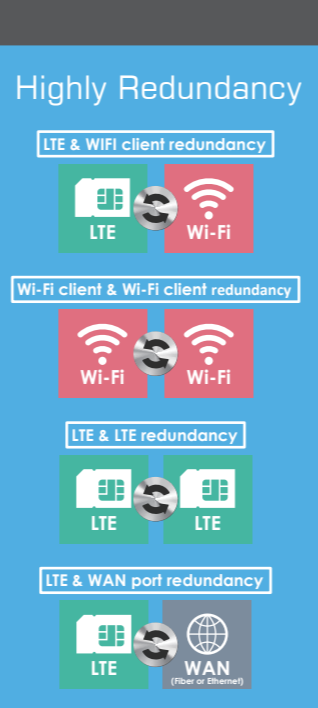 Highly Redundancy
LTE & WIFI client redundancy
LTE
Wi-Fi
Wi-Fi client & Wi-Fi client redundancy
Wi-Fi
Wi-Fi
LTE & LTE redundancy
LTE
LTE
LTE & WAN port redundancy
LTE
WAN
(Fiber or Ethernet)